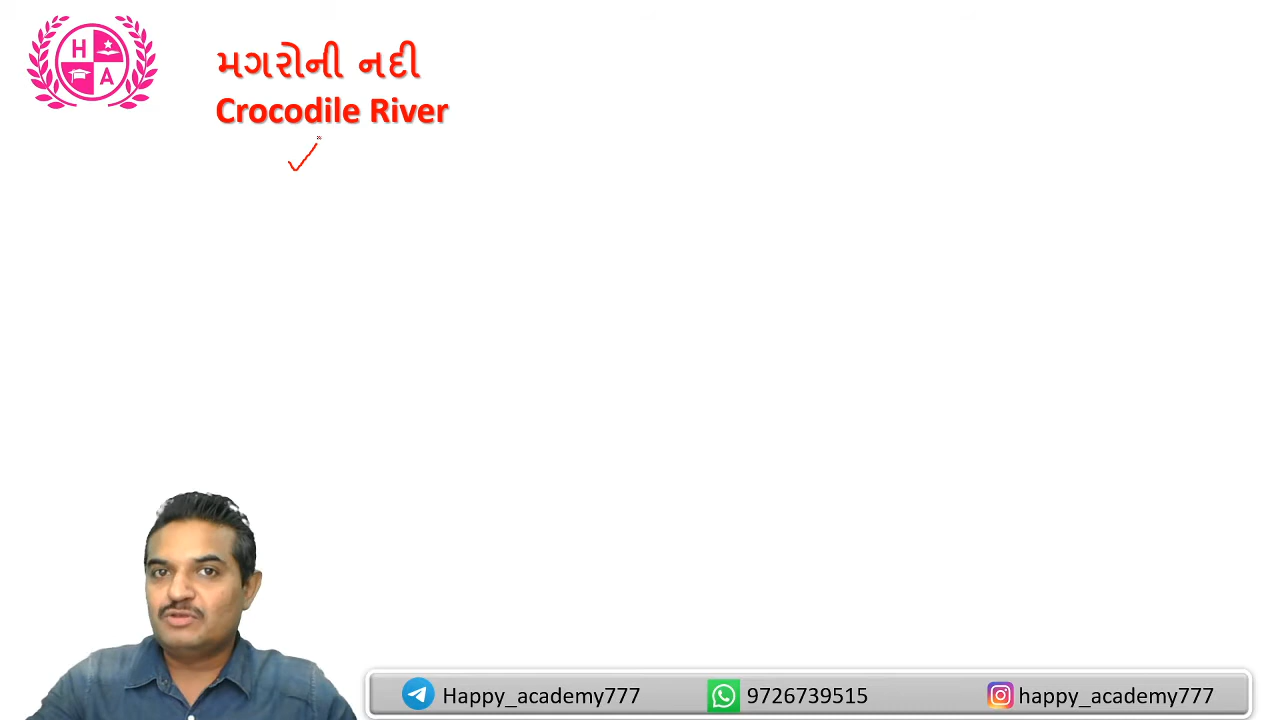 H
A
મગરોની નદી
Crocodile River
Happy_academy777
9726739515
happy_academy777